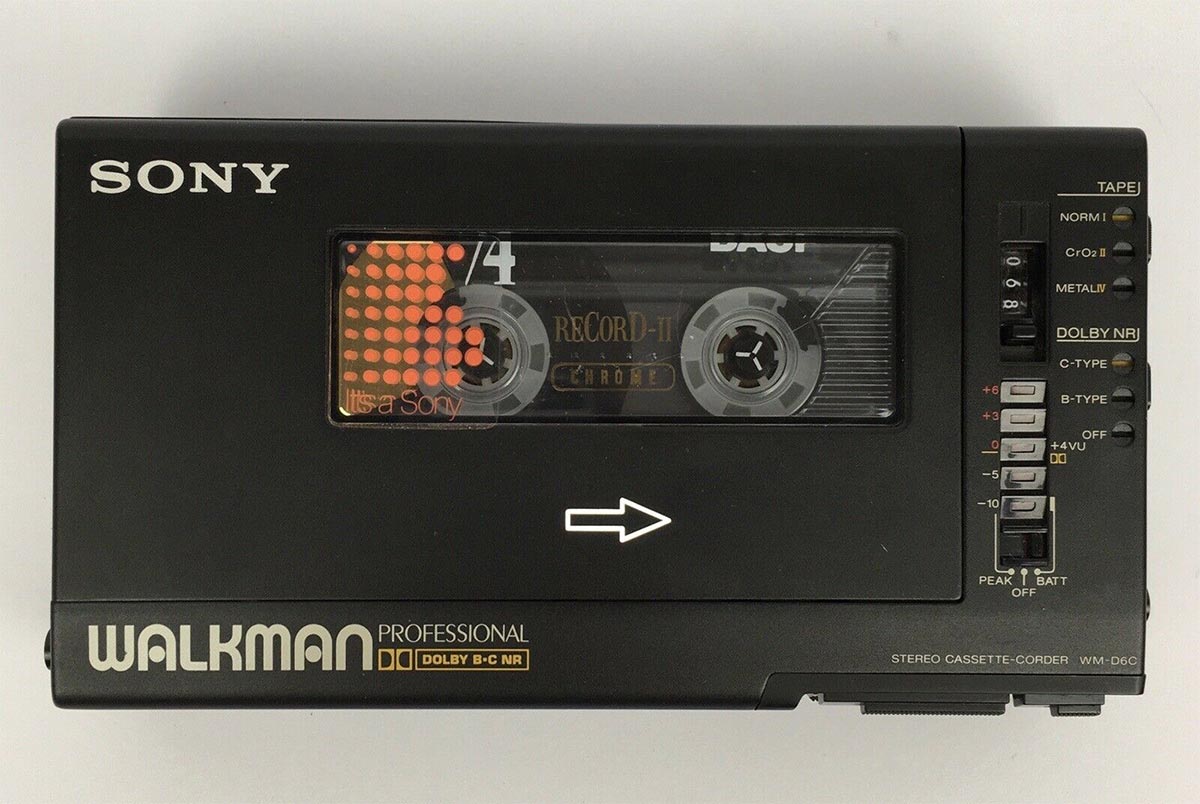 SONY
/4
BASF
RECORD-II
CHROME
It's a Sony
TAPE
NORM I
CrO2 II
METAL IV
068
DOLBY NR
C-TYPE
B-TYPE
OFF
+6
+3
0
+4VU
-5
-10
PEAK
BATT
OFF
WALKMAN PROFESSIONAL
DOLBY B•C NR
STEREO CASSETTE-CORDER WM-D6C